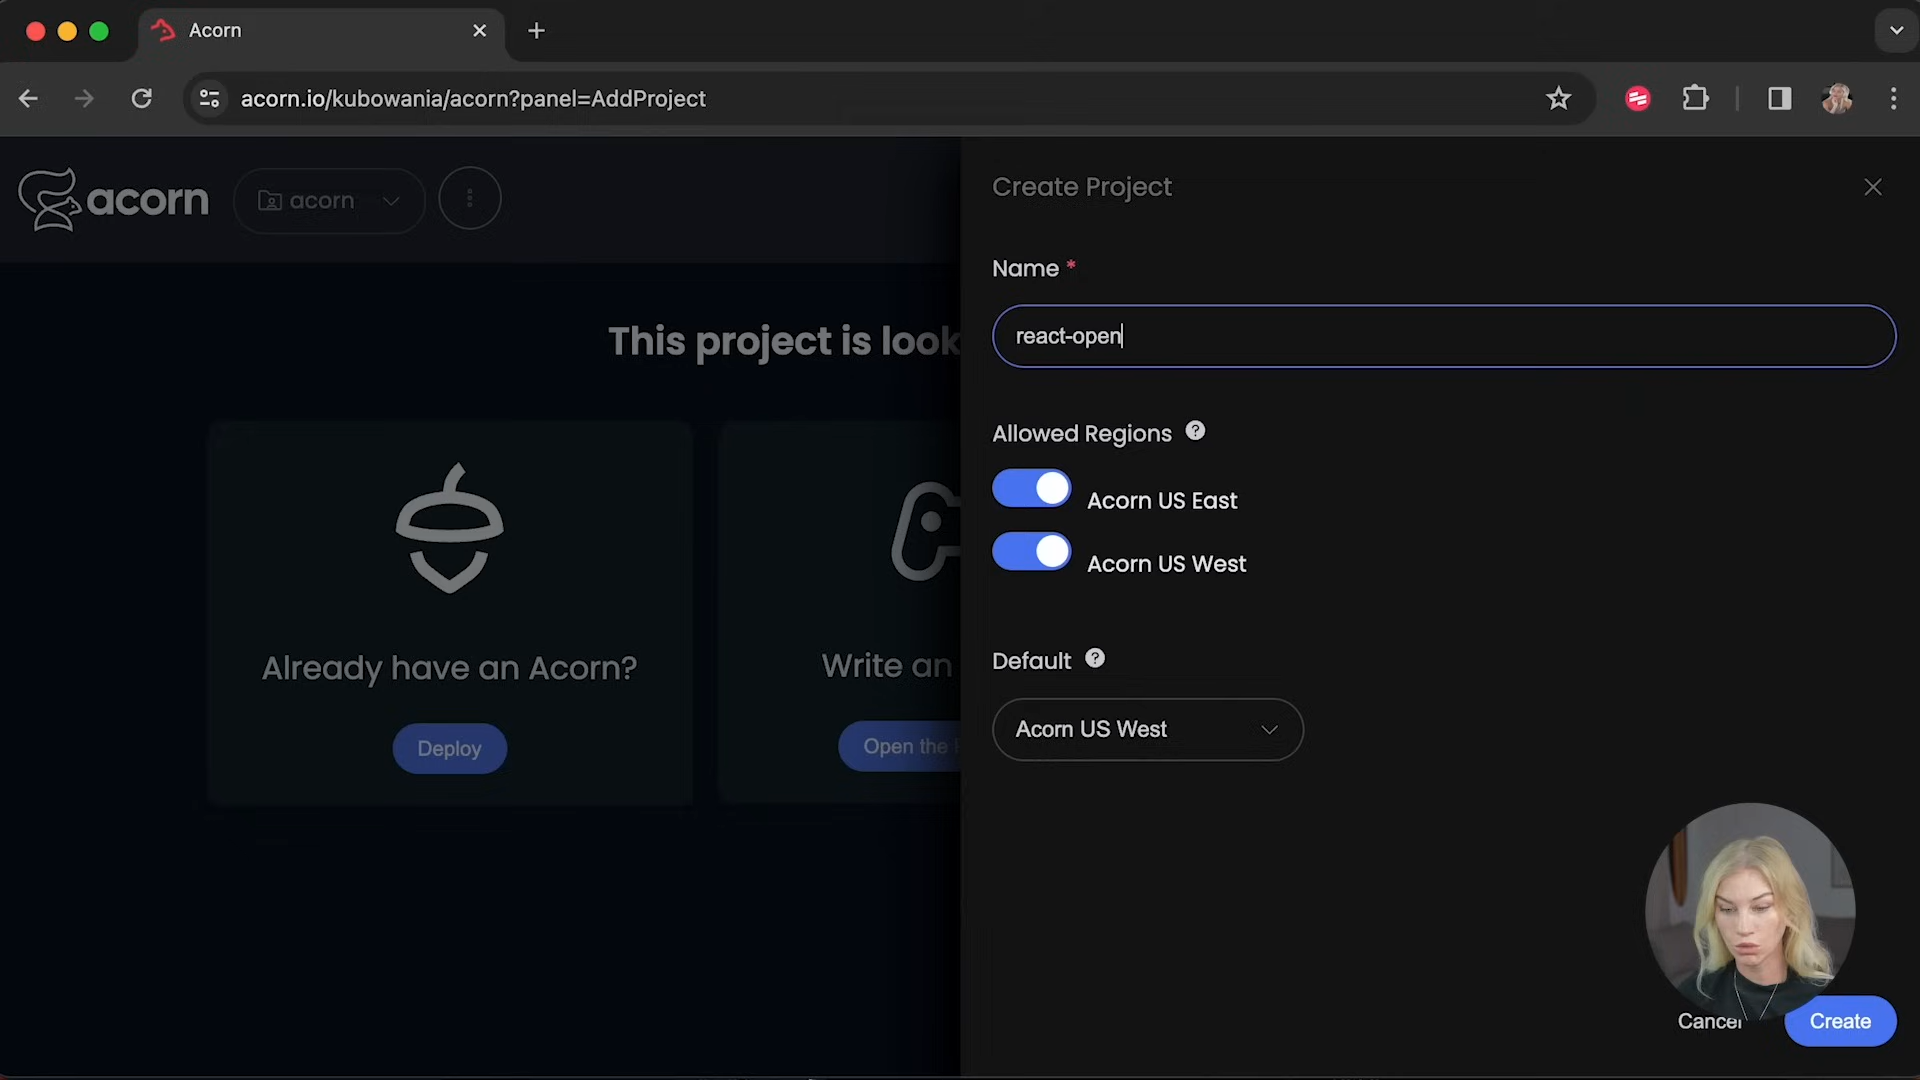 Acorn
acorn.io/kubowania/acorn?panel=AddProject
acorn
acorn
This project is look
Already have an Acorn?
Deploy
Write an
Open the
Create Project
Name *
react-open
Allowed Regions ?
Acorn US East
Acorn US West
Default ?
Acorn US West
Cancel
Create